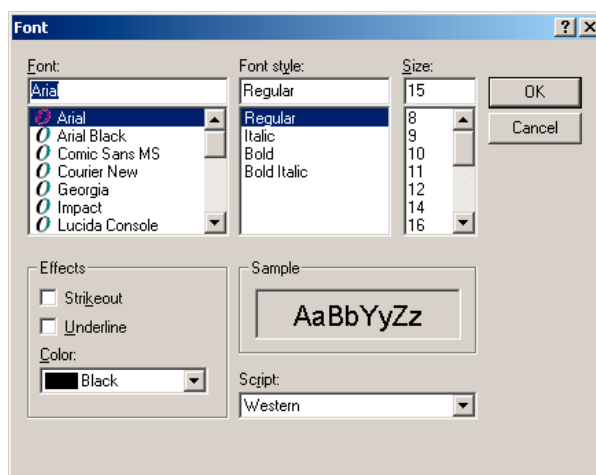 Font
Font:
Arial
Arial
Arial Black
Comic Sans MS
Courier New
Georgia
Impact
Lucida Console
Font style:
Regular
Regular
Italic
Bold
Bold Italic
Size:
15
8
9
10
11
12
14
16
OK
Cancel
Effects
Strikeout
Underline
Color:
Black
Sample
AaBbYyZz
Script:
Western